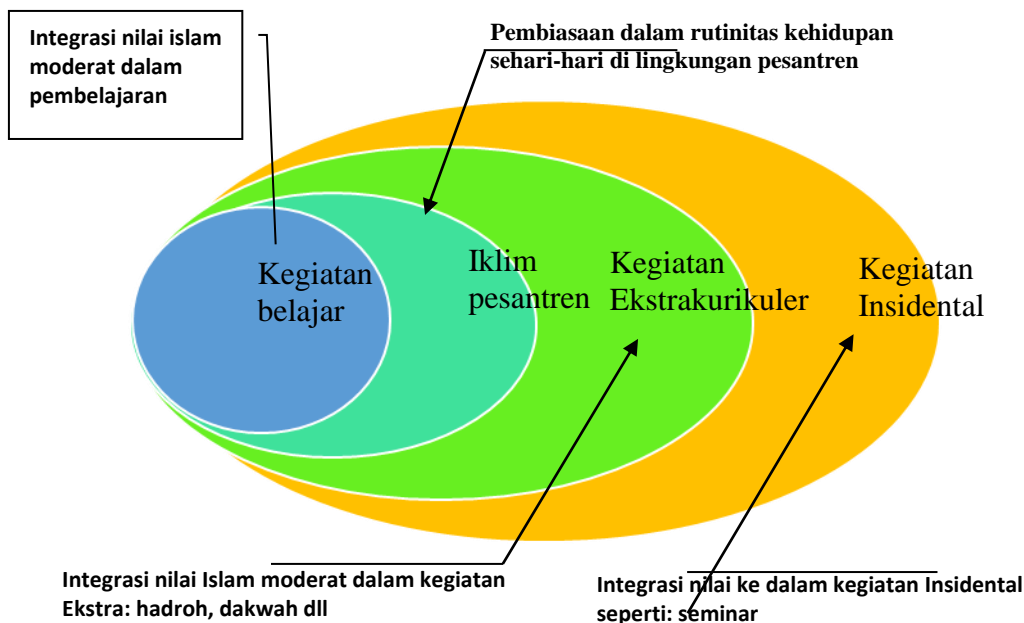 Integrasi nilai islam
moderat dalam
pembelajaran
Pembiasaan dalam rutinitas kehidupan
sehari-hari di lingkungan pesantren
Kegiatan
belajar
Iklim
pesantren
Kegiatan
Ekstrakurikuler
Kegiatan
Insidental
Integrasi nilai Islam moderat dalam kegiatan
Ekstra: hadroh, dakwah dll
Integrasi nilai ke dalam kegiatan Insidental
seperti: seminar